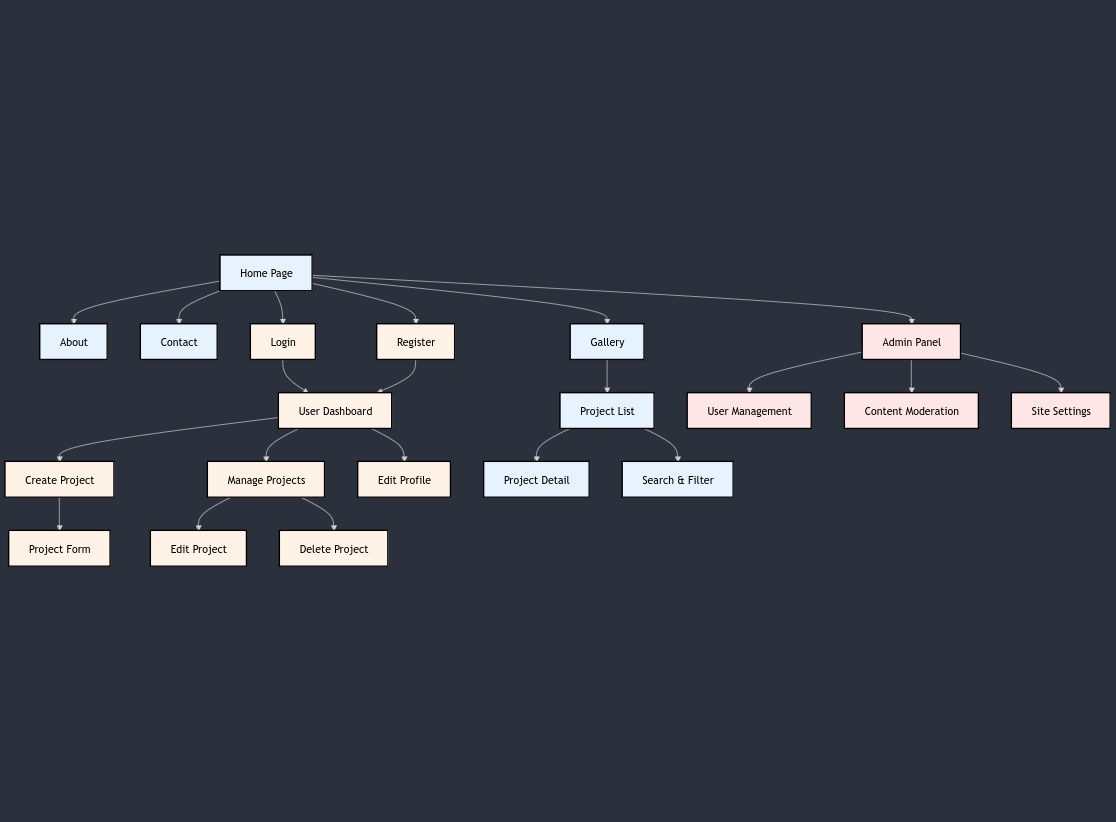 Home Page
About
Contact
Login
Register
Gallery
Admin Panel
User Dashboard
Project List
User Management
Content Moderation
Site Settings
Create Project
Manage Projects
Edit Profile
Project Detail
Search & Filter
Project Form
Edit Project
Delete Project